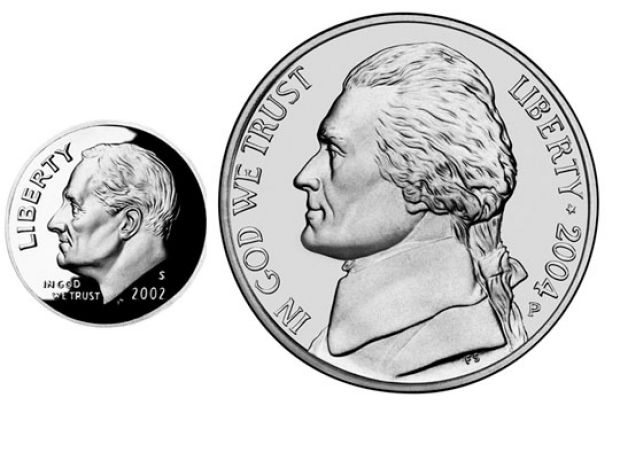 LIBERTY
IN GOD
WE TRUST
S
2002
IN GOD WE TRUST
LIBERTY ★ 2004
P
FS